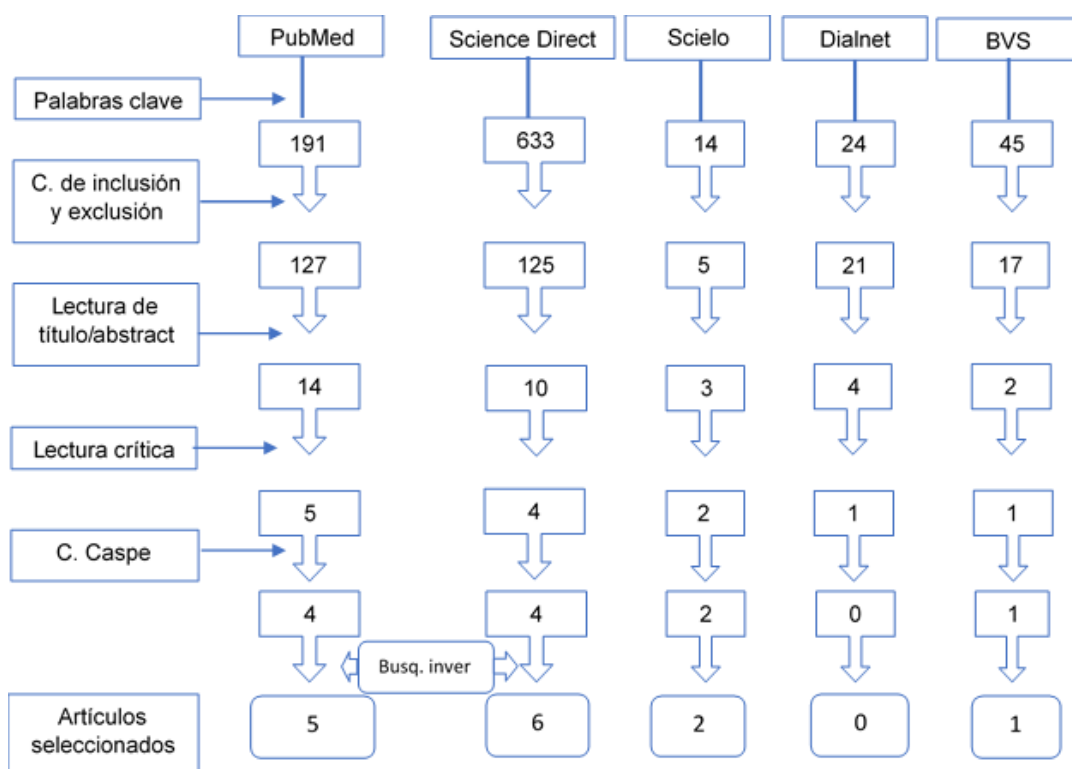 PubMed
Science Direct
Scielo
Dialnet
BVS
Palabras clave
191
633
14
24
45
C. de inclusión
y exclusión
127
125
5
21
17
Lectura de
título/abstract
14
10
3
4
2
Lectura crítica
5
4
2
1
1
C. Caspe
4
4
2
0
1
Busq. inver
Artículos
seleccionados
5
6
2
0
1